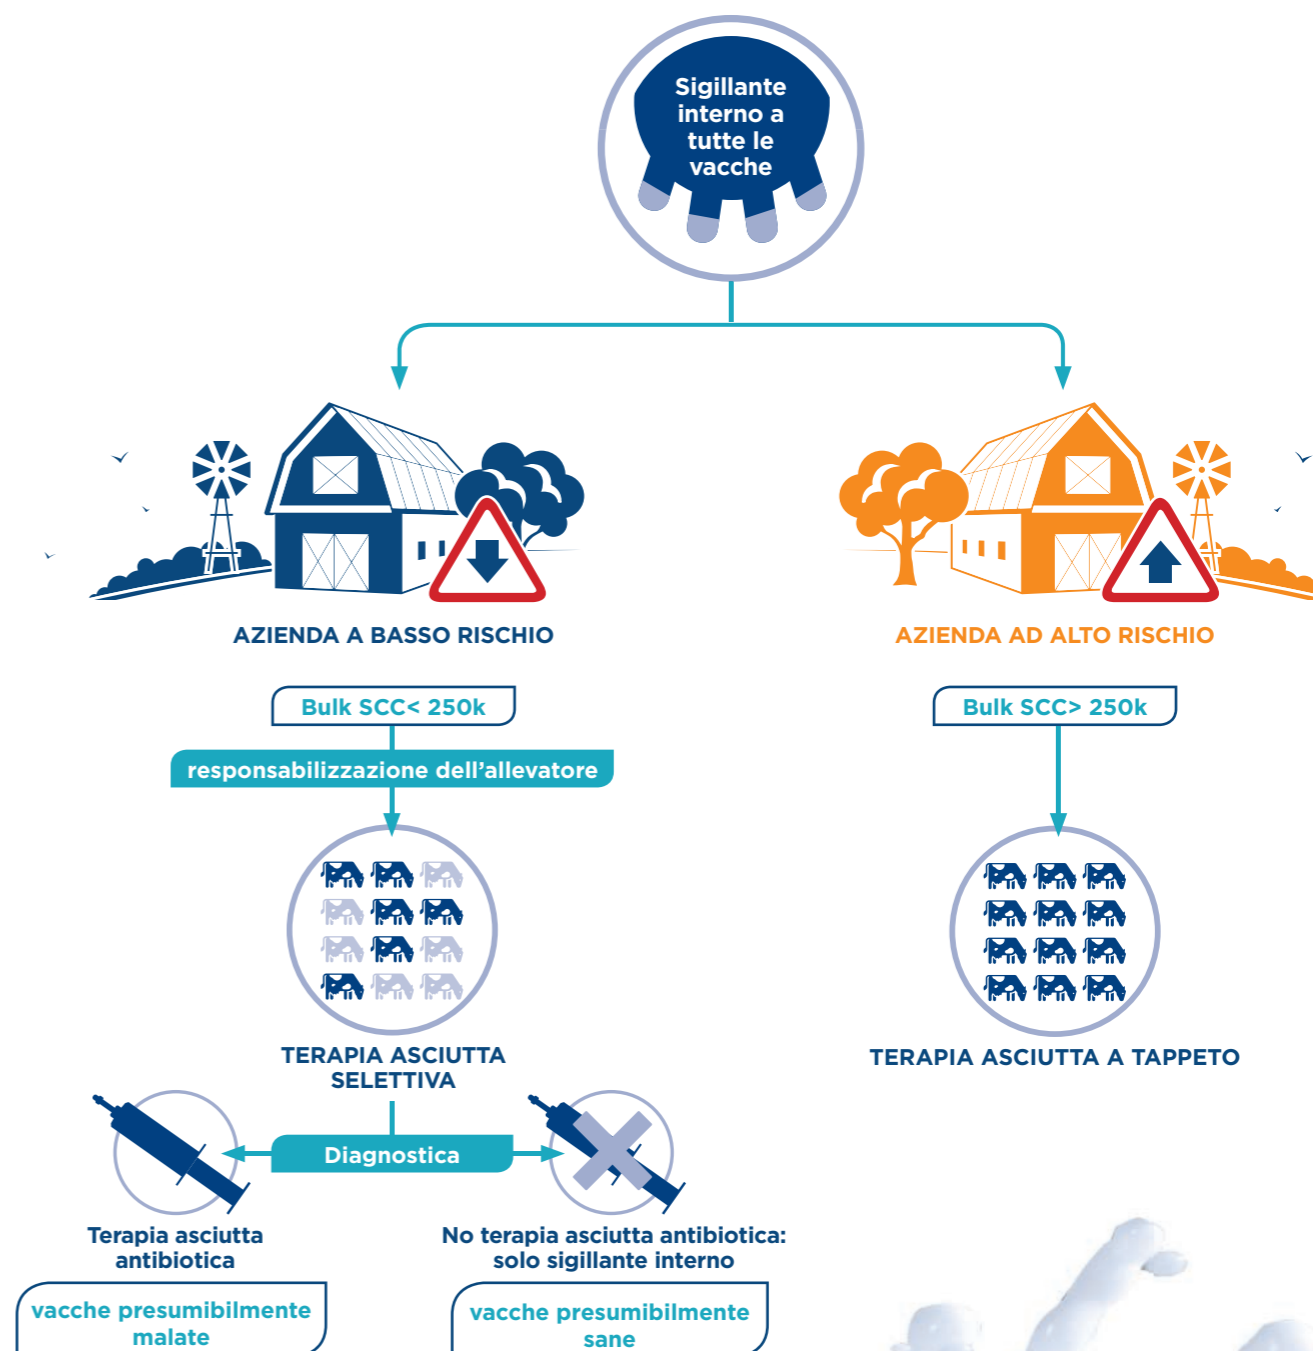 Sigillante
interno a
tutte le
vacche
AZIENDA A BASSO RISCHIO
AZIENDA AD ALTO RISCHIO
Bulk SCC< 250k
Bulk SCC> 250k
responsabilizzazione dell’allevatore
TERAPIA ASCIUTTA
SELETTIVA
TERAPIA ASCIUTTA A TAPPETO
Diagnostica
Terapia asciutta
antibiotica
No terapia asciutta antibiotica:
solo sigillante interno
vacche presumibilmente
malate
vacche presumibilmente
sane